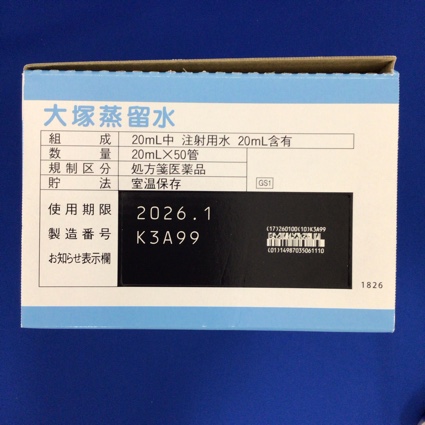 大塚蒸留水
組成 20mL中 注射用水 20mL含有
数量 20mL×50管
規制区分 処方箋医薬品
貯法 室温保存
GS1
使用期限 2026.1
製造番号 K3A99
お知らせ表示欄
(17)260100(10)K3A99
(01)14987035061110
1826